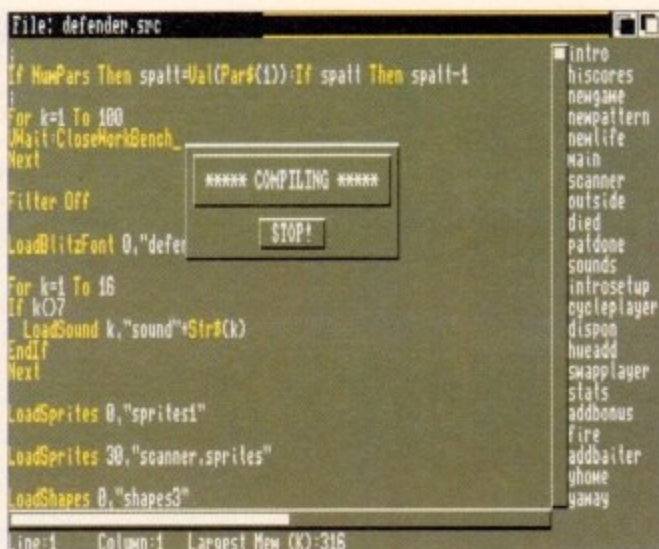 File: defender.src
;
If NumPars Then spatt=Val(Par$(1)):If spatt Then spatt-1
;
For k=1 To 100
VWait:CloseWorkBench_
Next
Filter Off
LoadBlitzFont 0,"defe
For k=1 To 16
If k<>7
LoadSound k,"sound"+Str$(k)
EndIf
Next
LoadSprites 0,"sprites1"
LoadSprites 30,"scanner.sprites"
LoadShapes 0,"shapes3"
***** COMPILING *****
STOP!
intro
hiscores
newgame
newpattern
newlife
main
scanner
outside
died
patdone
sounds
introsetup
cycleplayer
dispon
hueadd
swapplayer
stats
addbonus
fire
addbaiter
yhome
yaway
Line:1 Column:1 Largest Mem (K):316